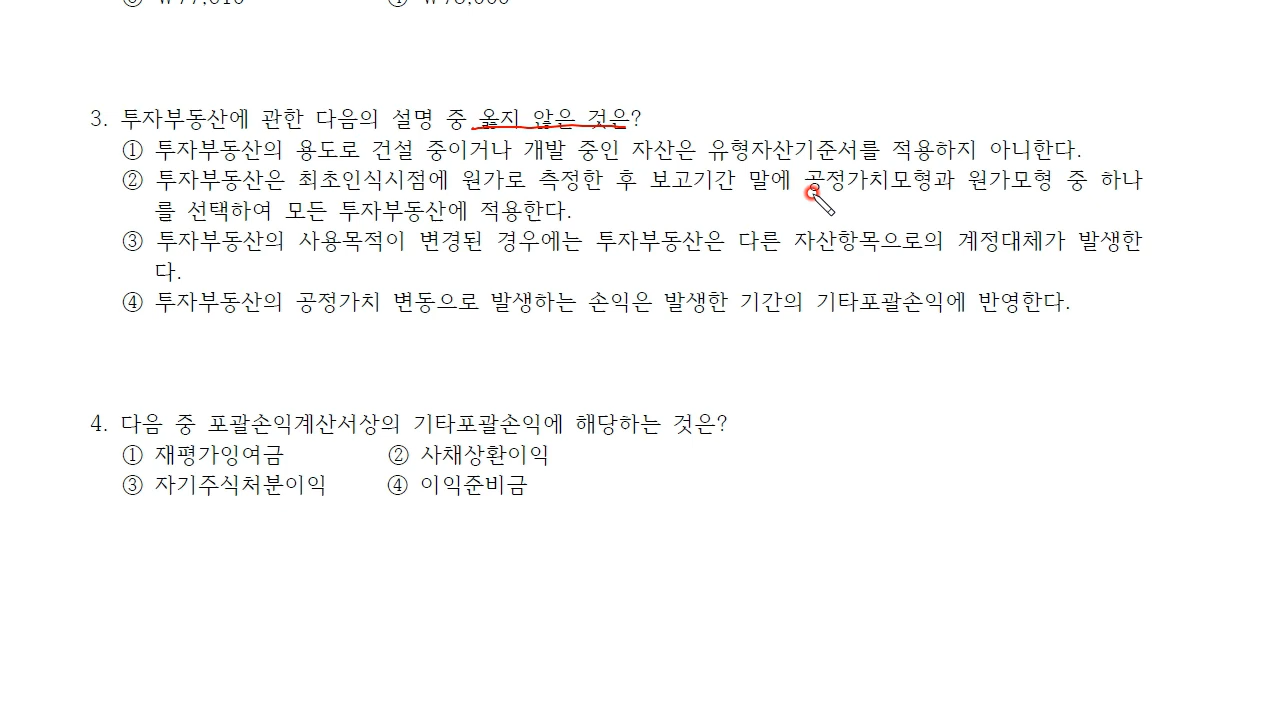 3. 투자부동산에 관한 다음의 설명 중 옳지 않은 것은?
① 투자부동산의 용도로 건설 중이거나 개발 중인 자산은 유형자산기준서를 적용하지 아니한다.
② 투자부동산은 최초인식시점에 원가로 측정한 후 보고기간 말에 공정가치모형과 원가모형 중 하나
를 선택하여 모든 투자부동산에 적용한다.
③ 투자부동산의 사용목적이 변경된 경우에는 투자부동산은 다른 자산항목으로의 계정대체가 발생한
다.
④ 투자부동산의 공정가치 변동으로 발생하는 손익은 발생한 기간의 기타포괄손익에 반영한다.
4. 다음 중 포괄손익계산서상의 기타포괄손익에 해당하는 것은?
① 재평가잉여금 ② 사채상환이익
③ 자기주식처분이익 ④ 이익준비금